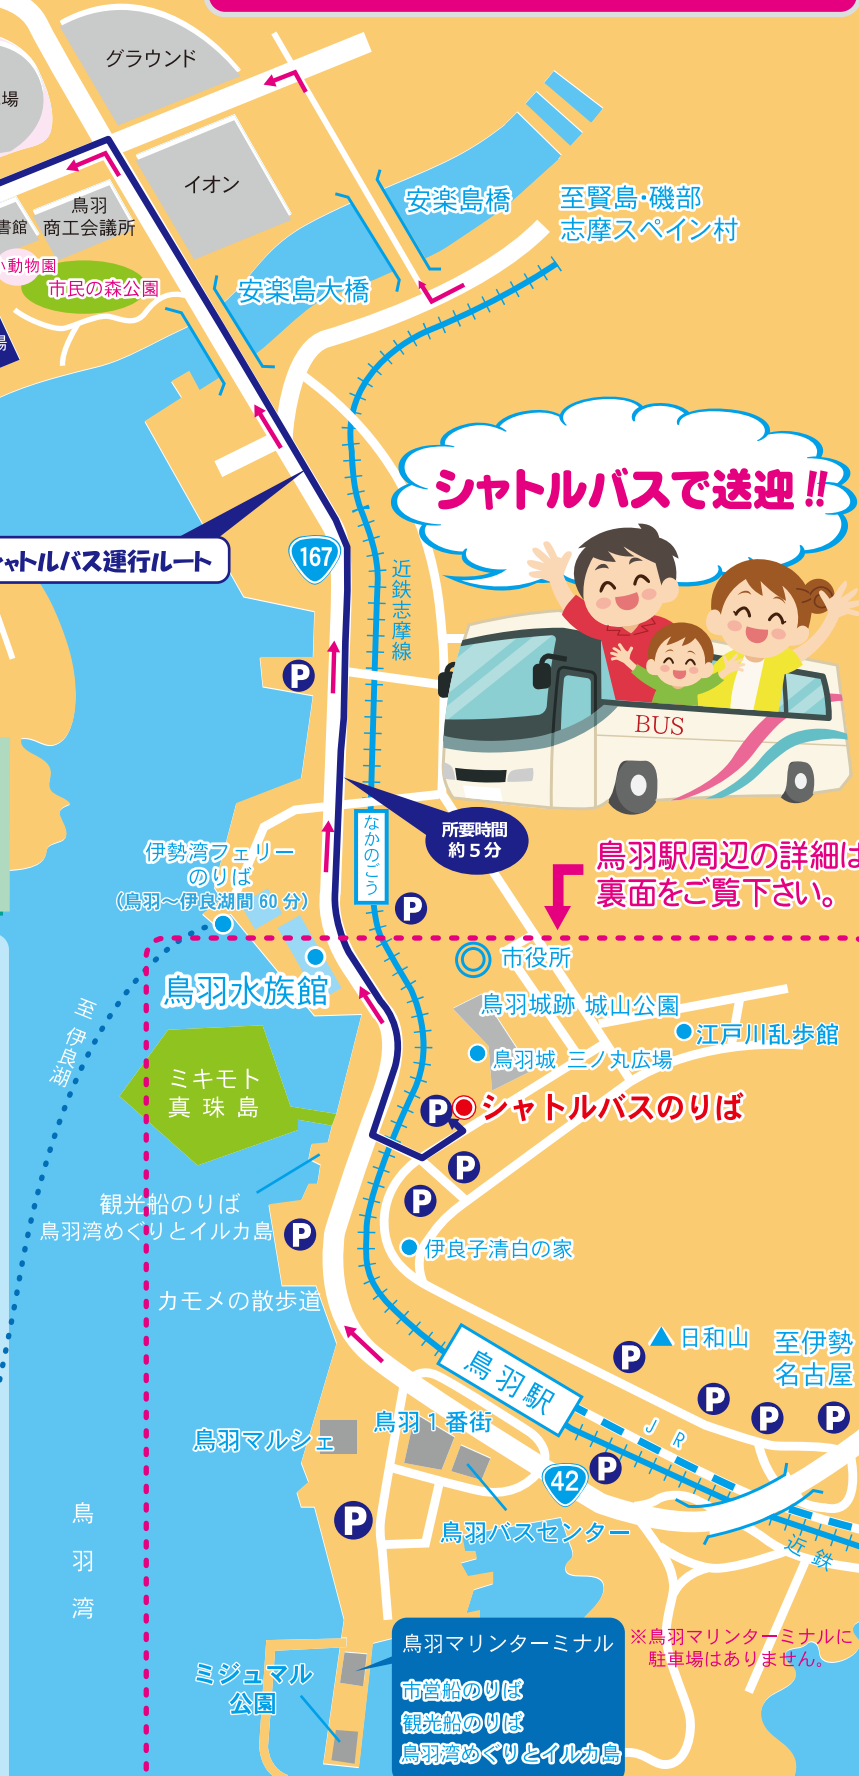 グラウンド
場
イオン
鳥羽
商工会議所
書館
い動物園
市民の森公園
場
安楽島橋
至賢島・磯部
志摩スペイン村
安楽島大橋
シャトルバスで送迎!!
シャトルバス運行ルート
167
近鉄志摩線
P
BUS
所要時間
約5分
なかのごう
伊勢湾フェリー
のりば
（鳥羽～伊良湖間60分）
P
鳥羽駅周辺の詳細は
裏面をご覧下さい。
市役所
鳥羽水族館
鳥羽城跡 城山公園
江戸川乱歩館
鳥羽城 三ノ丸広場
至 伊良湖
ミキモト
真珠島
P
シャトルバスのりば
P
P
観光船のりば
鳥羽湾めぐりとイルカ島
P
伊良子清白の家
カモメの散歩道
日和山
至伊勢
名古屋
P
P
P
P
鳥羽駅
JR
鳥羽1番街
鳥羽マルシェ
P
42
鳥羽バスセンター
P
近鉄
鳥羽湾
鳥羽マリンターミナル
市営船のりば
観光船のりば
鳥羽湾めぐりとイルカ島
※鳥羽マリンターミナルに
駐車場はありません。
ミジュマル
公園